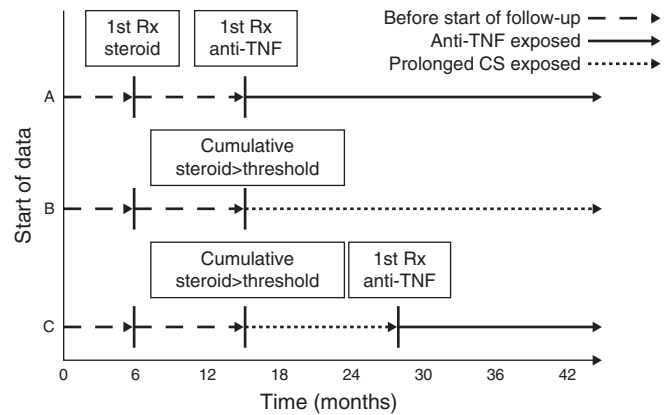 Before start of follow-up
Anti-TNF exposed
Prolonged CS exposed
1st Rx
steroid
1st Rx
anti-TNF
A
Cumulative
steroid>threshold
B
Cumulative
steroid>threshold
1st Rx
anti-TNF
C
Start of data
0 6 12 18 24 30 36 42
Time (months)